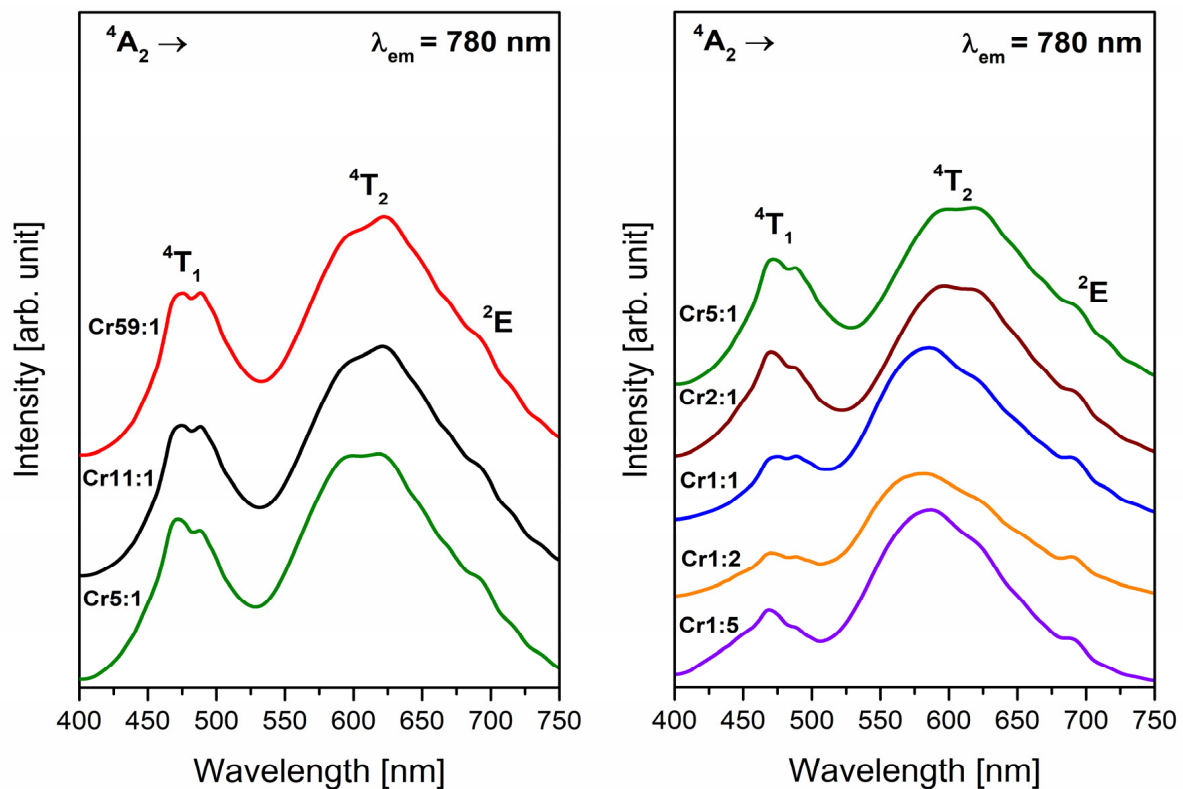 ⁴A₂ → λem = 780 nm
⁴T₂
⁴T₁
²E
Cr59:1
Cr11:1
Cr5:1
Intensity [arb. unit]
400 450 500 550 600 650 700 750
Wavelength [nm]
⁴A₂ → λem = 780 nm
⁴T₂
⁴T₁
²E
Cr5:1
Cr2:1
Cr1:1
Cr1:2
Cr1:5
Intensity [arb. unit]
400 450 500 550 600 650 700 750
Wavelength [nm]